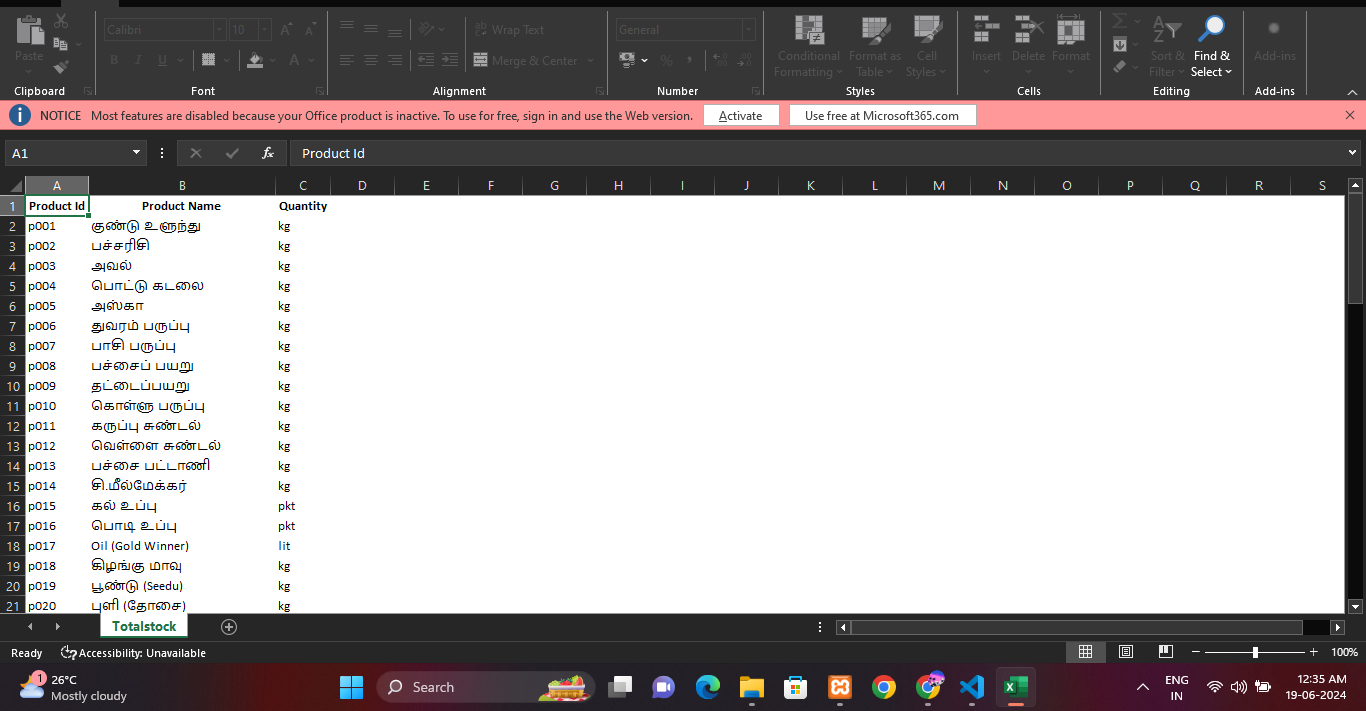 Calibri 10 Wrap Text General
Paste B I U A Merge & Center % Conditional Formatting Format as Table Cell Styles Insert Delete Format Sort & Filter Find & Select Add-ins
Clipboard Font Alignment Number Styles Cells Editing Add-ins
NOTICE Most features are disabled because your Office product is inactive. To use for free, sign in and use the Web version. Activate Use free at Microsoft365.com
A1 fx Product Id
A B C D E F G H I J K L M N O P Q R S
1 Product Id Product Name Quantity
2 p001 குண்டு உளுந்து kg
3 p002 பச்சரிசி kg
4 p003 அவல் kg
5 p004 பொட்டு கடலை kg
6 p005 அஸ்கா kg
7 p006 துவரம் பருப்பு kg
8 p007 பாசி பருப்பு kg
9 p008 பச்சைப் பயறு kg
10 p009 தட்டைப்பயறு kg
11 p010 கொள்ளு பருப்பு kg
12 p011 கருப்பு சுண்டல் kg
13 p012 வெள்ளை சுண்டல் kg
14 p013 பச்சை பட்டாணி kg
15 p014 சி.மீல்மேக்கர் kg
16 p015 கல் உப்பு pkt
17 p016 பொடி உப்பு pkt
18 p017 Oil (Gold Winner) lit
19 p018 கிழங்கு மாவு kg
20 p019 பூண்டு (Seedu) kg
21 p020 புளி (தோசை) kg
Totalstock
Ready Accessibility: Unavailable 100%
1 26°C Search ENG 12:35 AM
Mostly cloudy IN 19-06-2024